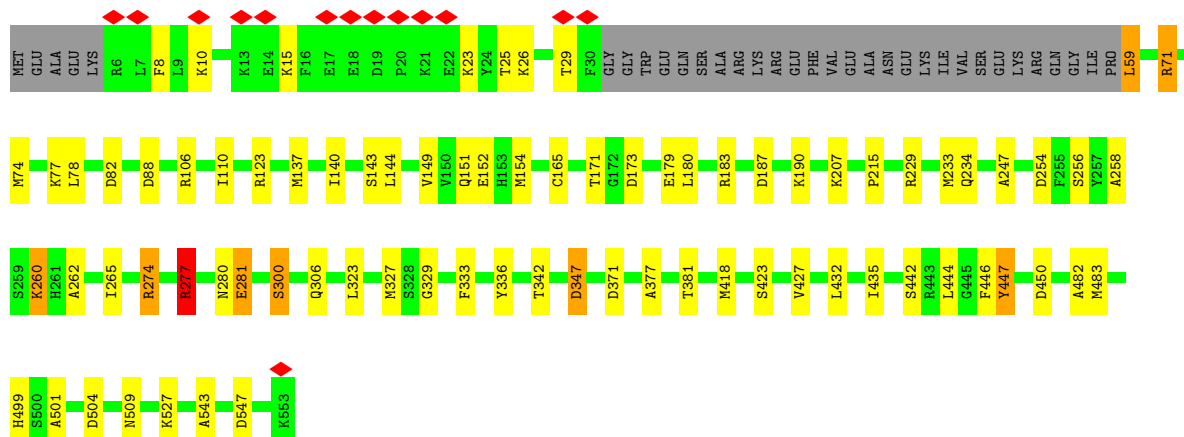 MET GLU ALA GLU LYS R6 L7 F8 L9 K10 K13 E14 K15 F16 E17 E18 D19 P20 K21 E22 K23 Y24 T25 K26 T29 F30 GLY GLY TRP GLU GLN SER ALA ARG LYS ARG GLU PHE VAL GLU ALA ASN GLU LYS ILE VAL SER GLU LYS ARG GLN GLY ILE PRO L59 R71
M74 K77 L78 D82 D88 R106 I110 R123 M137 I140 S143 L144 V149 V150 Q151 E152 H153 M154 C165 T171 G172 D173 E179 L180 R183 D187 K190 K207 P215 R229 M233 Q234 A247 D254 F255 S256 Y257 A258
S259 K260 H261 A262 I265 R274 R277 N280 E281 S300 Q306 L323 M327 S328 G329 F333 Y336 T342 D347 D371 A377 T381 M418 S423 V427 L432 I435 S442 R443 L444 G445 F446 Y447 D450 A482 M483
H499 S500 A501 D504 N509 K527 A543 D547 K553